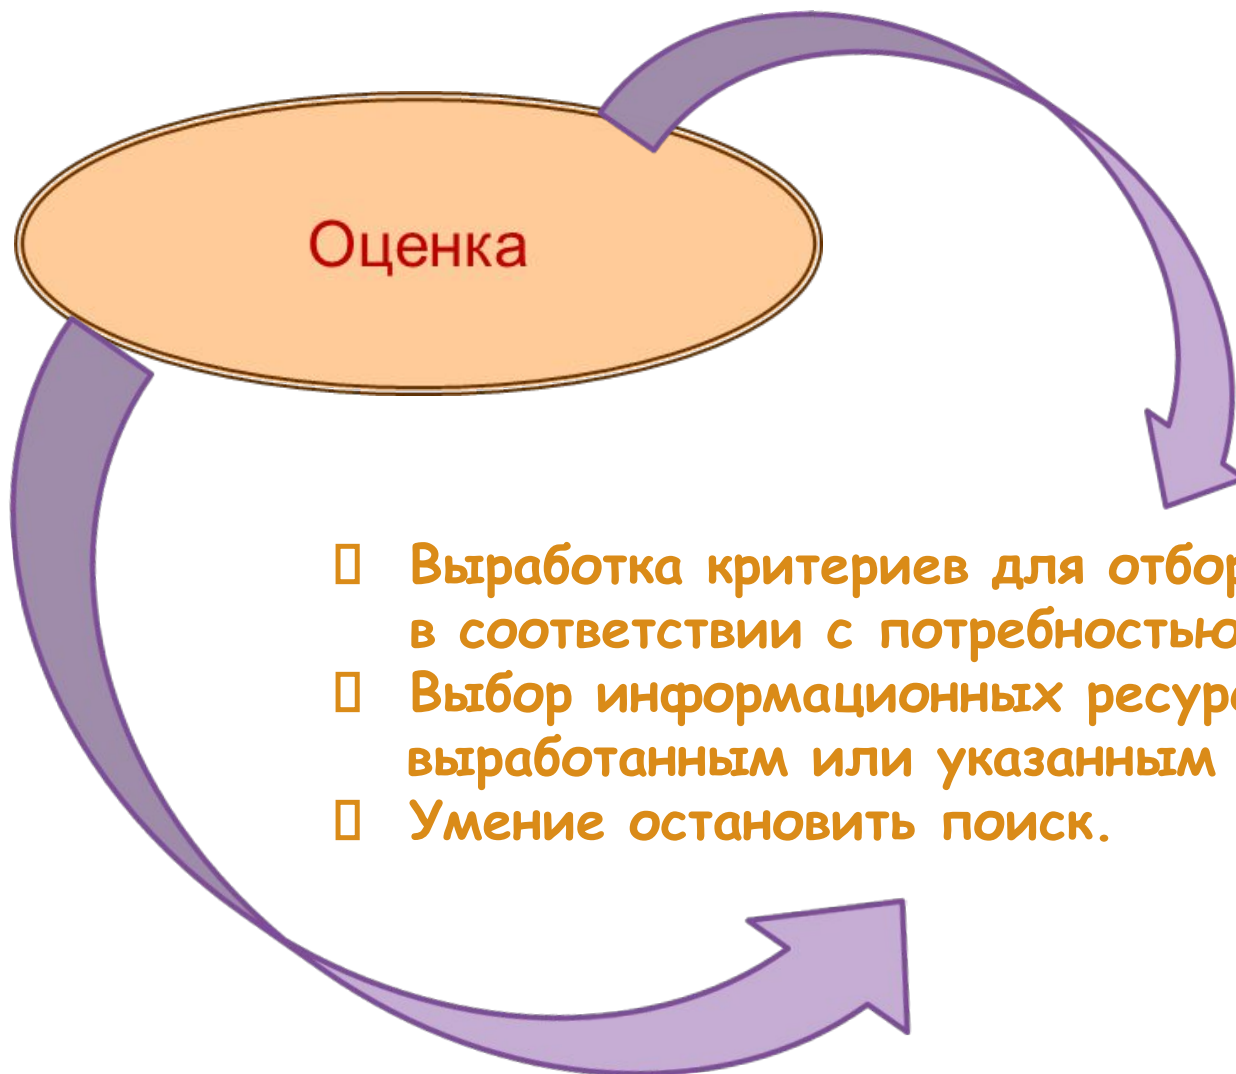 Оценка
Выработка критериев для отбор
в соответствии с потребностью
Выбор информационных ресур
выработанным или указанным
Умение остановить поиск.